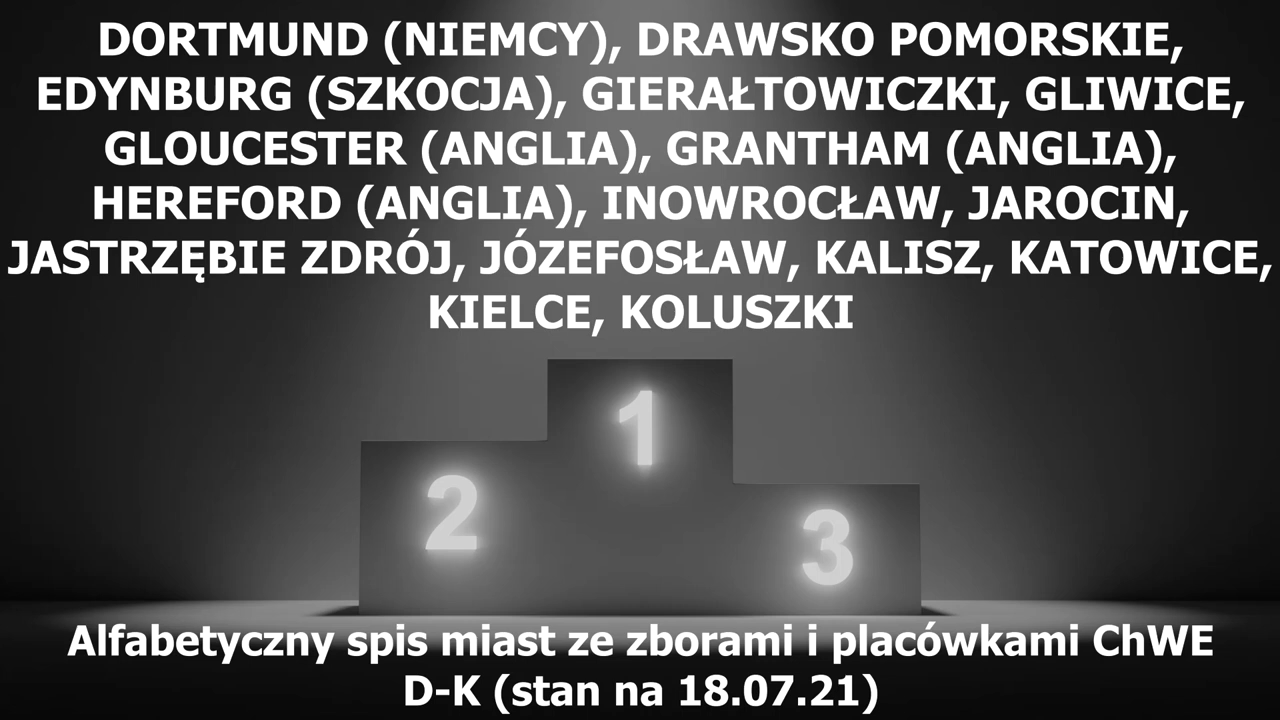 DORTMUND (NIEMCY), DRAWSKO POMORSKIE,
EDYNBURG (SZKOCJA), GIERAŁTOWICZKI, GLIWICE,
GLOUCESTER (ANGLIA), GRANTHAM (ANGLIA),
HEREFORD (ANGLIA), INOWROCŁAW, JAROCIN,
JASTRZĘBIE ZDRÓJ, JÓZEFOSŁAW, KALISZ, KATOWICE,
KIELCE, KOLUSZKI
1
2
3
Alfabetyczny spis miast ze zborami i placówkami ChWE
D-K (stan na 18.07.21)